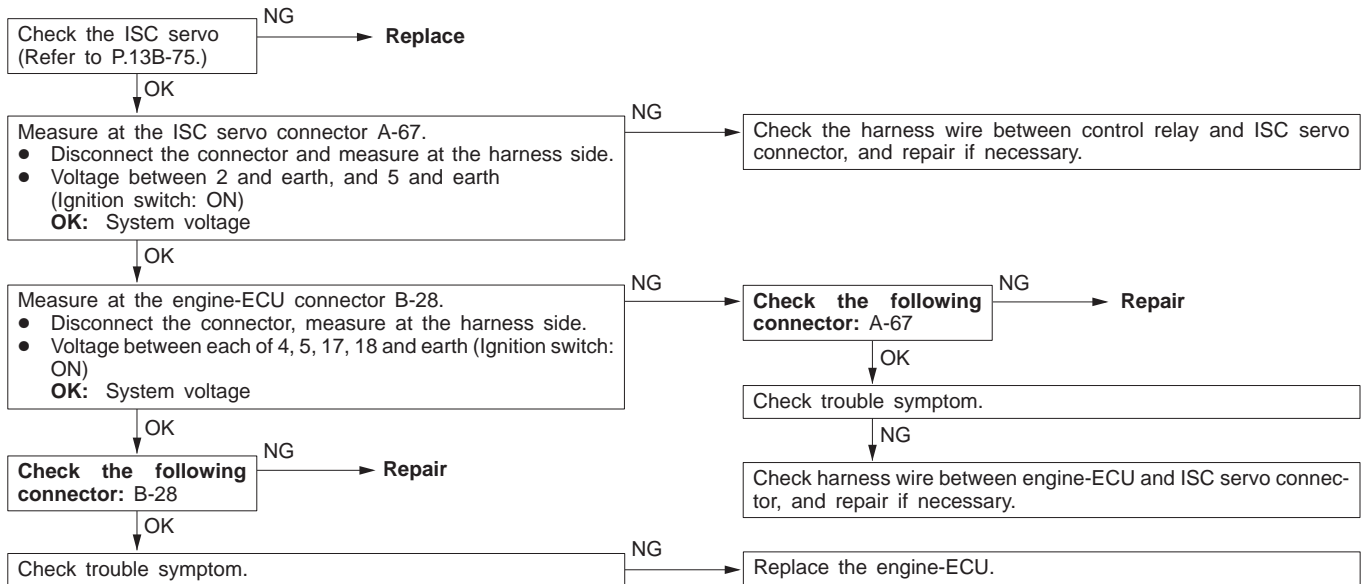 Check the ISC servo
(Refer to P.13B-75.)
NG
Replace
OK
Measure at the ISC servo connector A-67.
● Disconnect the connector and measure at the harness side.
● Voltage between 2 and earth, and 5 and earth
(Ignition switch: ON)
OK: System voltage
NG
Check the harness wire between control relay and ISC servo
connector, and repair if necessary.
OK
Measure at the engine-ECU connector B-28.
● Disconnect the connector, measure at the harness side.
● Voltage between each of 4, 5, 17, 18 and earth (Ignition switch:
ON)
OK: System voltage
NG
Check the following
connector: A-67
NG
Repair
OK
Check trouble symptom.
NG
Check harness wire between engine-ECU and ISC servo connec-
tor, and repair if necessary.
OK
Check the following
connector: B-28
NG
Repair
OK
Check trouble symptom.
NG
Replace the engine-ECU.